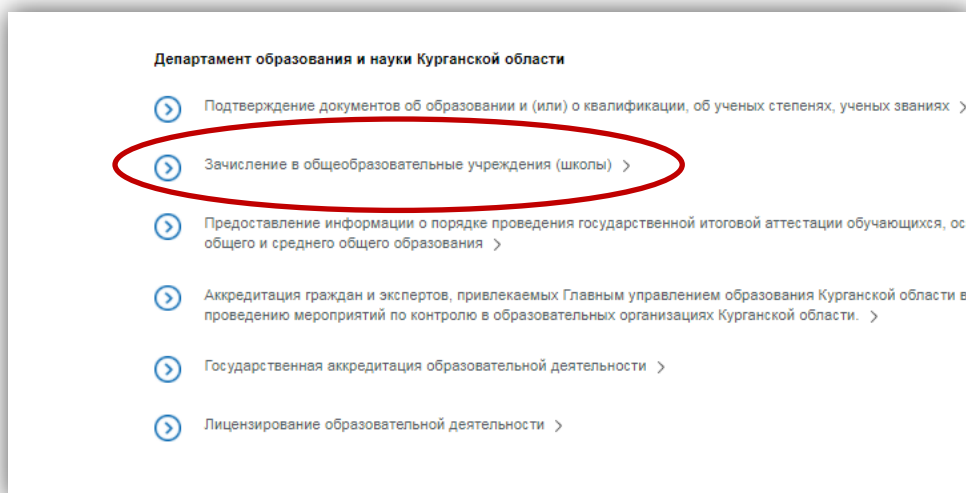 Департамент образования и науки Курганской области
Подтверждение документов об образовании и (или) о квалификации, об ученых степенях, ученых званиях
Зачисление в общеобразовательные учреждения (школы)
Предоставление информации о порядке проведения государственной итоговой аттестации обучающихся, ос
общего и среднего общего образования
Аккредитация граждан и экспертов, привлекаемых Главным управлением образования Курганской области в
проведению мероприятий по контролю в образовательных организациях Курганской области.
Государственная аккредитация образовательной деятельности
Лицензирование образовательной деятельности